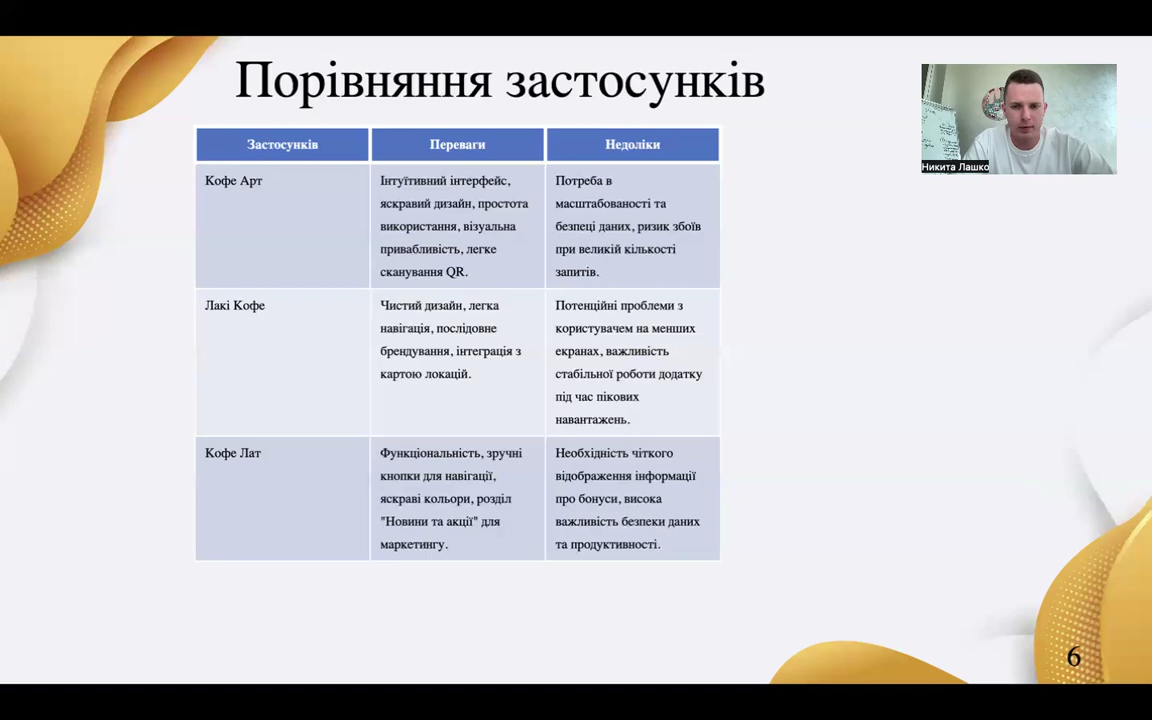 Порівняння застосунків
Никита Лашко
Застосунків
Переваги
Недоліки
Кофе Арт
Інтуїтивний інтерфейс,
яскравий дизайн, простота
використання, візуальна
привабливість, легке
сканування QR.
Потреба в
масштабованості та
безпеці даних, ризик збоїв
при великій кількості
запитів.
Лакі Кофе
Чистий дизайн, легка
навігація, послідовне
брендування, інтеграція з
картою локацій.
Потенційні проблеми з
користувачем на менших
екранах, важливість
стабільної роботи додатку
під час пікових
навантажень.
Кофе Лат
Функціональність, зручні
кнопки для навігації,
яскраві кольори, розділ
"Новини та акції" для
маркетингу.
Необхідність чіткого
відображення інформації
про бонуси, висока
важливість безпеки даних
та продуктивності.
6